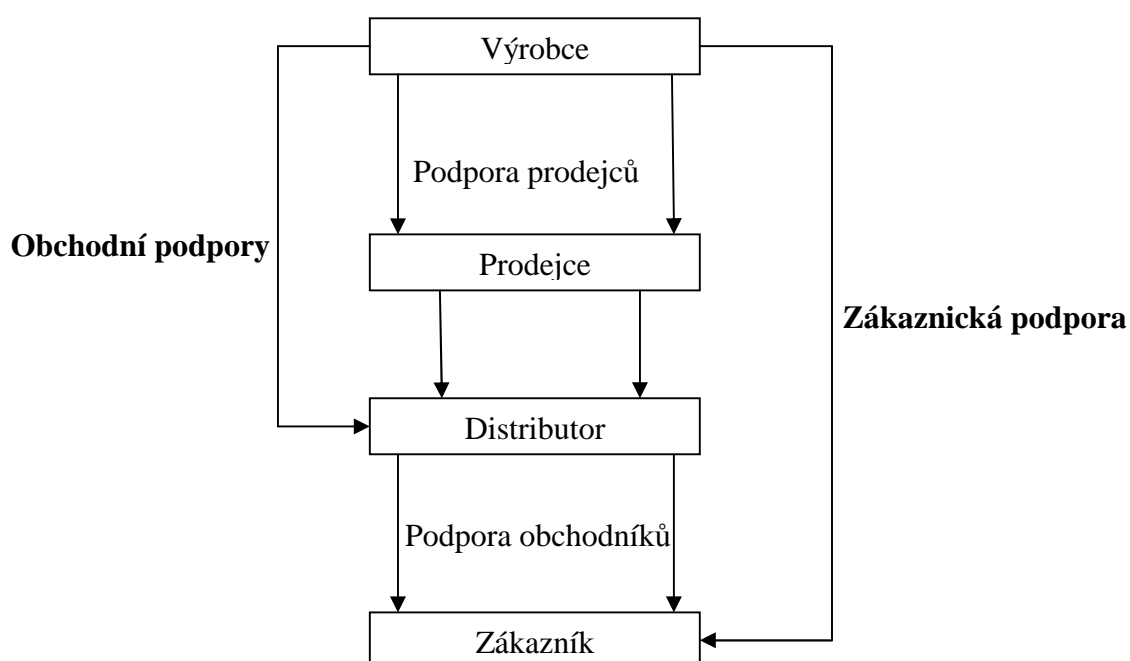 Výrobce
Podpora prodejců
Obchodní podpory
Prodejce
Zákaznická podpora
Distributor
Podpora obchodníků
Zákazník